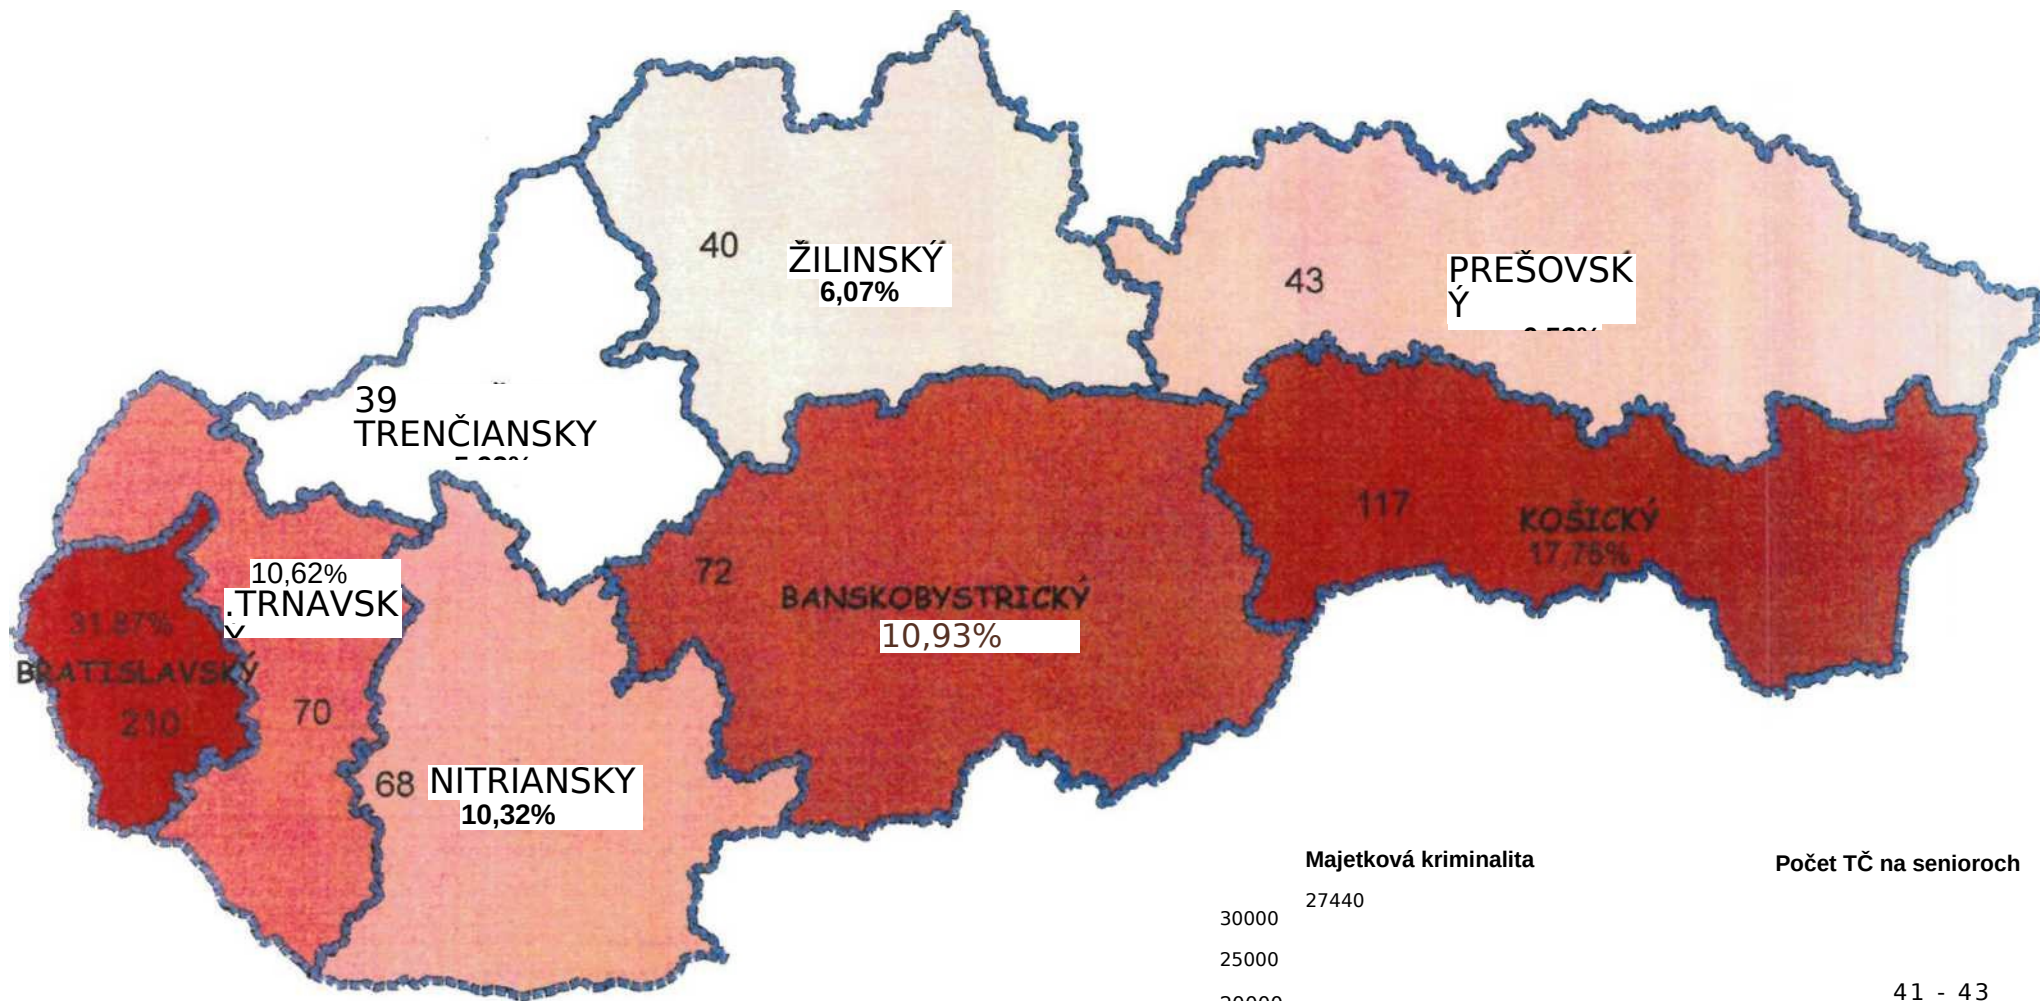 40
ŽILINSKÝ
6,07%
43
PREŠOVSK
Ý
39
TRENČIANSKY
117
KOŠICKÝ
17,75%
72
BANSKOBYSTRICKÝ
10,93%
10,62%
.TRNAVSK
31,87%
BRATISLAVSKÝ
210
70
68
NITRIANSKY
10,32%
Majetková kriminalita
Počet TČ na senioroch
27440
30000
25000
41 - 43